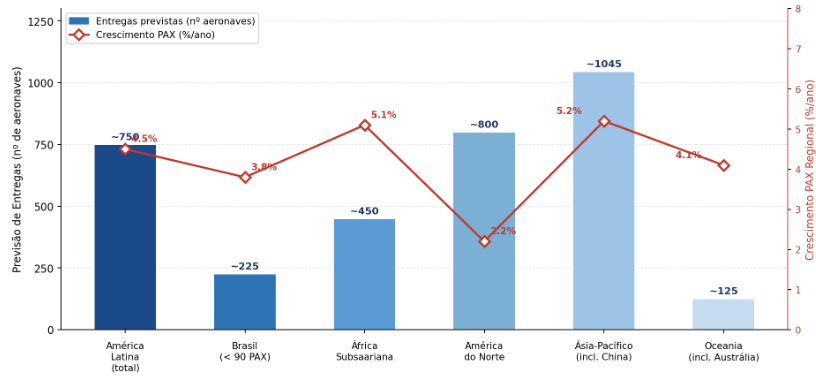 Entregas previstas (nº aeronaves)
Crescimento PAX (%/ano)
Previsão de Entregas (nº de aeronaves)
1250
1000
750
500
250
0
8
7
6
5
4
3
2
1
0
Crescimento PAX Regional (%/ano)
~750
4.5%
~225
3.8%
~450
5.1%
~800
2.2%
~1045
5.2%
~125
4.1%
América
Latina
(total)
Brasil
(< 90 PAX)
África
Subsaariana
América
do Norte
Ásia-Pacífico
(incl. China)
Oceania
(incl. Austrália)